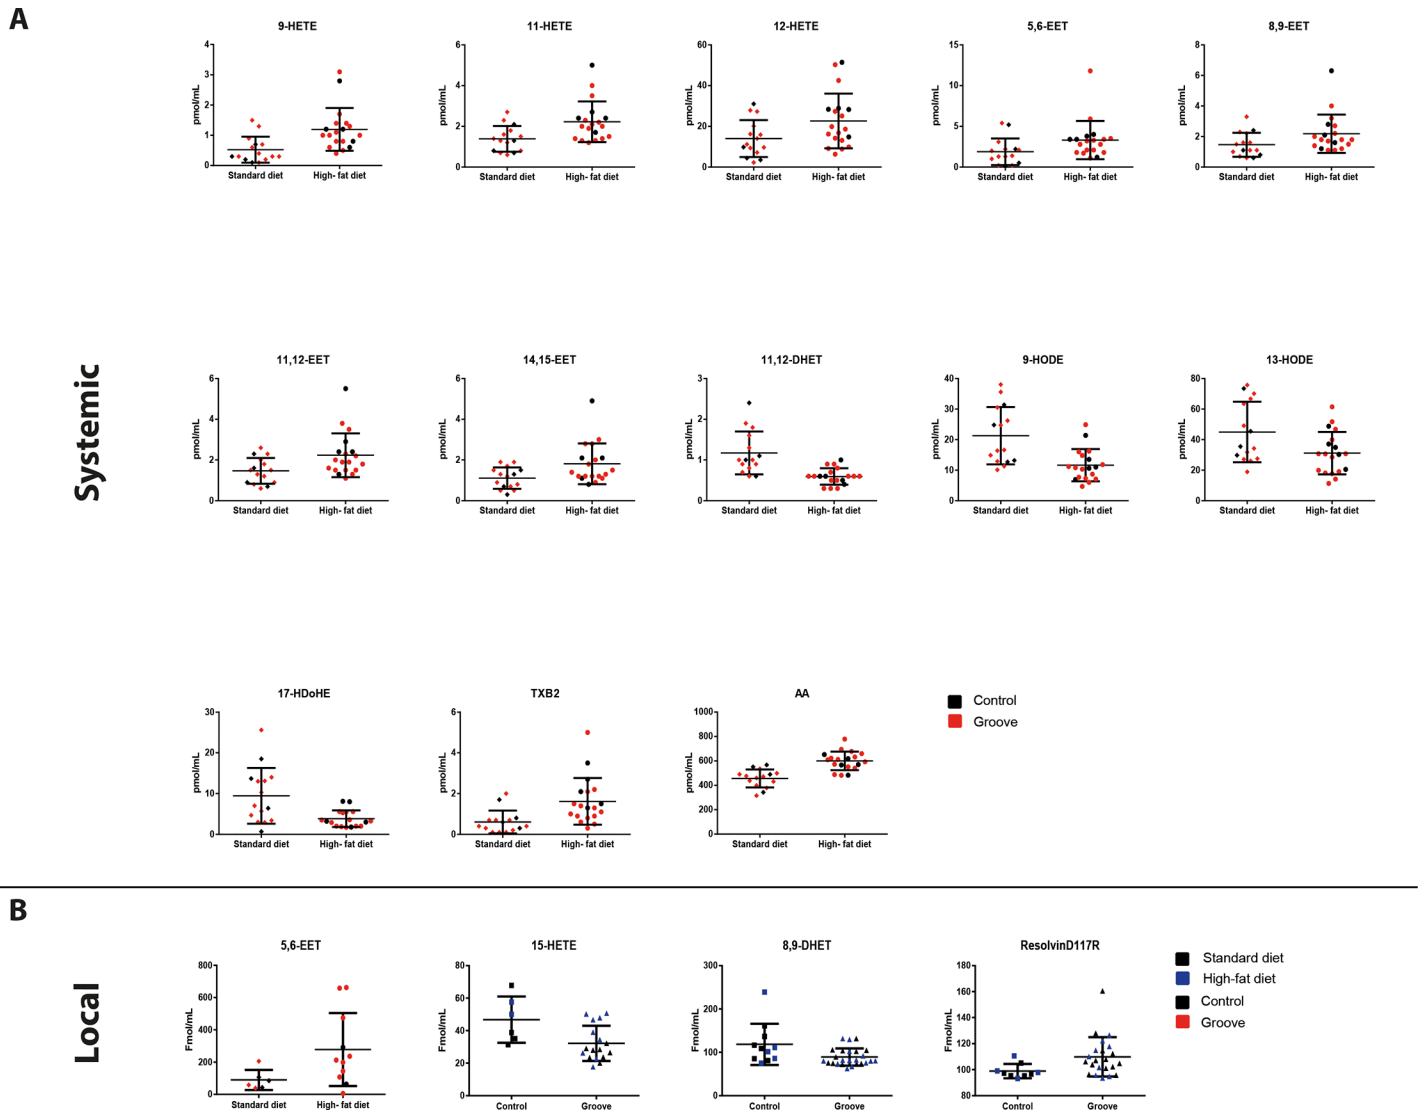 A
Systemic
9-HETE
pmol/mL
4
3
2
1
0
Standard diet
High- fat diet
11-HETE
pmol/mL
6
4
2
0
Standard diet
High- fat diet
12-HETE
pmol/mL
60
40
20
0
Standard diet
High- fat diet
5,6-EET
pmol/mL
15
10
5
0
Standard diet
High- fat diet
8,9-EET
pmol/mL
8
6
4
2
0
Standard diet
High- fat diet
11,12-EET
pmol/mL
6
4
2
0
Standard diet
High- fat diet
14,15-EET
pmol/mL
6
4
2
0
Standard diet
High- fat diet
11,12-DHET
pmol/mL
3
2
1
0
Standard diet
High- fat diet
9-HODE
pmol/mL
40
30
20
10
0
Standard diet
High- fat diet
13-HODE
pmol/mL
80
60
40
20
0
Standard diet
High- fat diet
17-HDoHE
pmol/mL
30
20
10
0
Standard diet
High- fat diet
TXB2
pmol/mL
6
4
2
0
Standard diet
High- fat diet
AA
pmol/mL
1000
800
600
400
200
0
Standard diet
High- fat diet
Control
Groove
B
Local
5,6-EET
Fmol/mL
800
600
400
200
0
Standard diet
High- fat diet
15-HETE
Fmol/mL
80
60
40
20
0
Control
Groove
8,9-DHET
Fmol/mL
300
200
100
0
Control
Groove
ResolvinD117R
Fmol/mL
180
160
140
120
100
80
Control
Groove
Standard diet
High-fat diet
Control
Groove